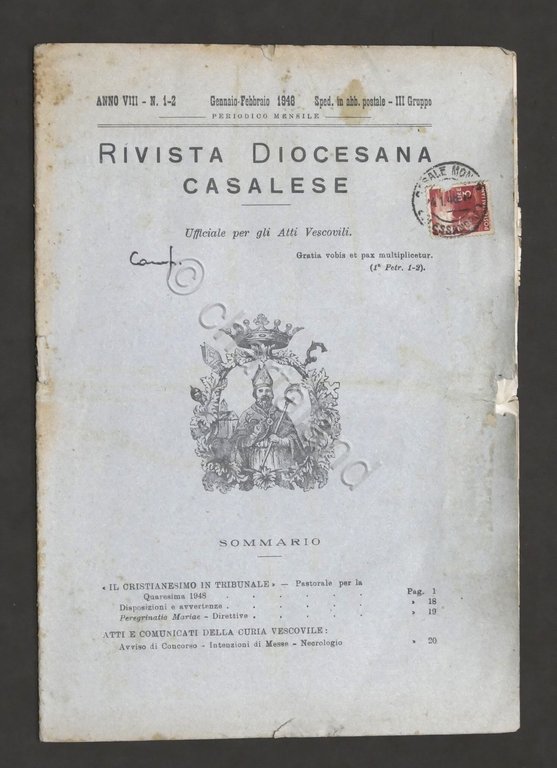 ANNO VIII - N. 1-2 Gennaio-Febbraio 1948 Sped. in abb. postale - III Gruppo
PERIODICO MENSILE
RIVISTA DIOCESANA
CASALESE
Ufficiale per gli Atti Vescovili.
Gratia vobis et pax multiplicetur.
(1ª Petr. 1-2).
SOMMARIO
« IL CRISTIANESIMO IN TRIBUNALE » — Pastorale per la
Quaresima 1948 . . . . . . Pag. 1
Disposizioni e avvertenze . . . . . . » 18
Peregrinatio Mariae - Direttive . . . . . . » 19
ATTI E COMUNICATI DELLA CURIA VESCOVILE:
Avviso di Concorso - Intenzioni di Messe - Necrologio » 20